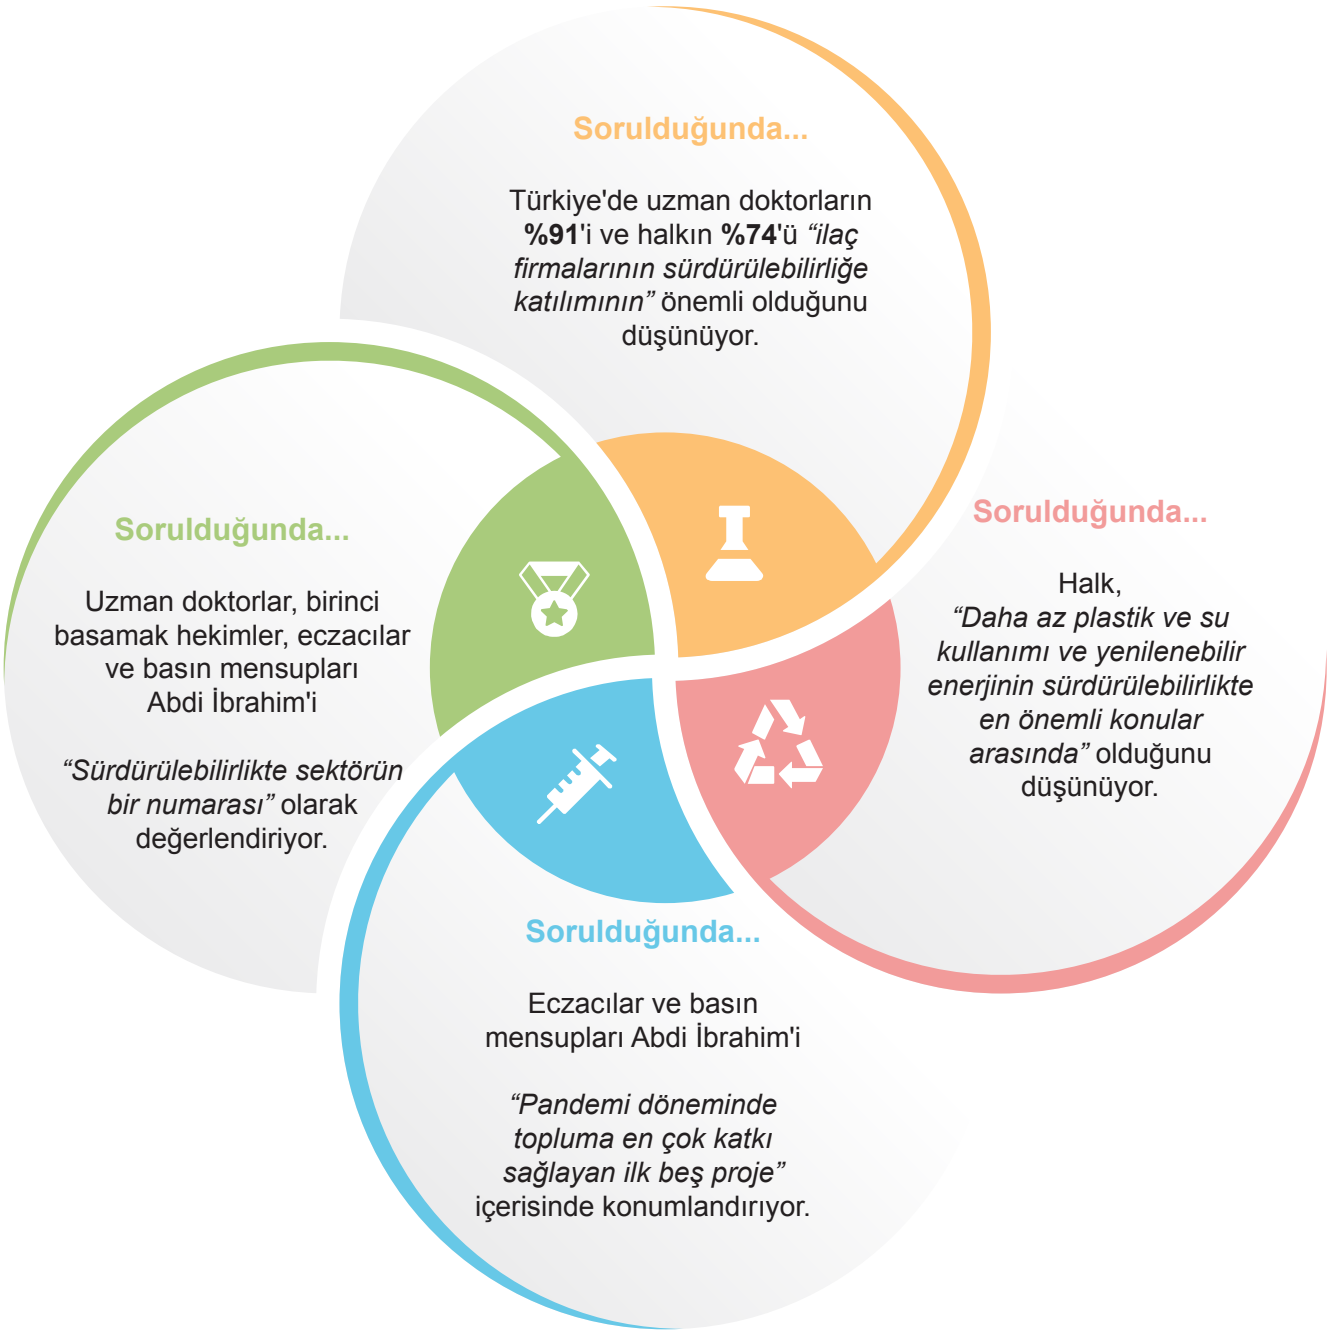 Sorulduğunda...
Türkiye'de uzman doktorların
%91'i ve halkın %74'ü “ilaç
firmalarının sürdürülebilirliğe
katılımının” önemli olduğunu
düşünüyor.
Sorulduğunda...
Halk,
“Daha az plastik ve su
kullanımı ve yenilenebilir
enerjinin sürdürülebilirlikte
en önemli konular
arasında” olduğunu
düşünüyor.
Sorulduğunda...
Uzman doktorlar, birinci
basamak hekimler, eczacılar
ve basın mensupları
Abdi İbrahim'i
“Sürdürülebilirlikte sektörün
bir numarası” olarak
değerlendiriyor.
Sorulduğunda...
Eczacılar ve basın
mensupları Abdi İbrahim'i
“Pandemi döneminde
topluma en çok katkı
sağlayan ilk beş proje”
içerisinde konumlandırıyor.